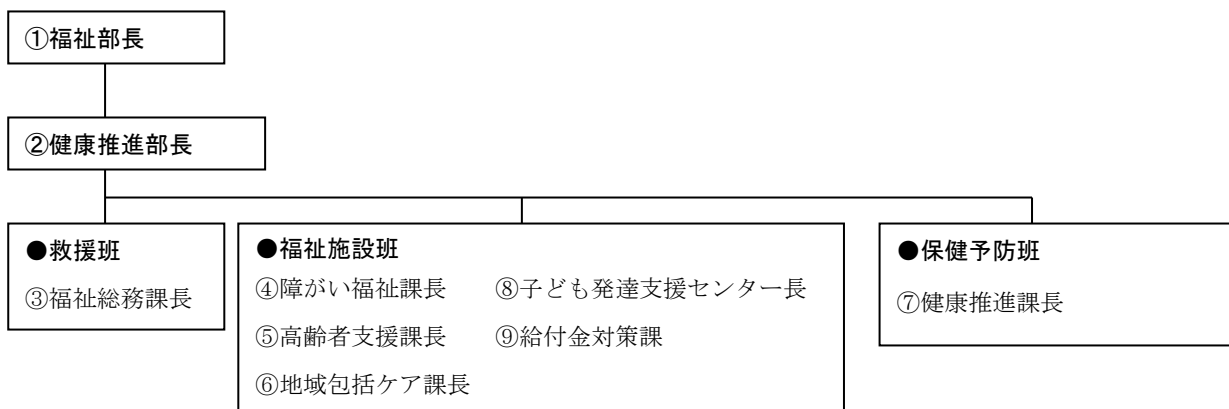 ①福祉部長
②健康推進部長
●救援班
③福祉総務課長
●福祉施設班
④障がい福祉課長 ⑧子ども発達支援センター長
⑤高齢者支援課長 ⑨給付金対策課
⑥地域包括ケア課長
●保健予防班
⑦健康推進課長